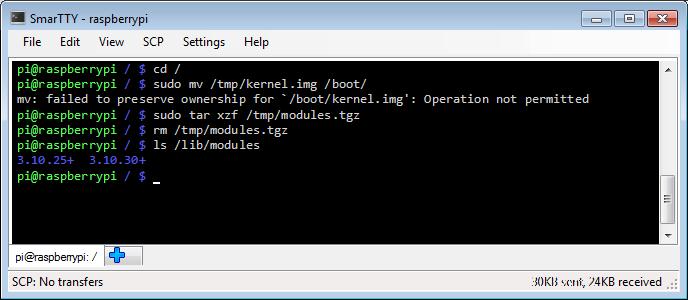 SmarTTY - raspberrypi
File View SCP Settings Help
pi@raspberrypi / $ cd /
pi@raspberrypi / $ sudo mv /tmp/kernel.img /boot/
mv: failed to preserve ownership for `/boot/kernel.img': Operation not permitted
pi@raspberrypi / $ sudo tar xzf /tmp/modules.tgz
pi@raspberrypi / $ rm /tmp/modules.tgz
pi@raspberrypi / $ ls /lib/modules
3.10.25+  3.10.30+
pi@raspberrypi / $ _
pi@raspberrypi: /
SCP: No transfers 30KB sent, 24KB received